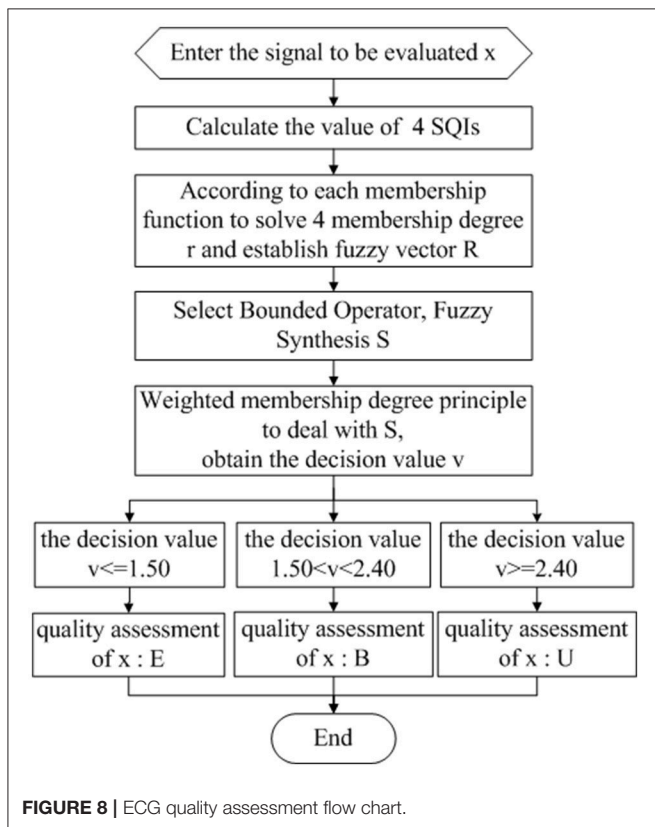 Enter the signal to be evaluated x
Calculate the value of 4 SQIs
According to each membership
function to solve 4 membership degree
r and establish fuzzy vector R
Select Bounded Operator, Fuzzy
Synthesis S
Weighted membership degree principle
to deal with S,
obtain the decision value v
the decision value
v<=1.50
the decision value
1.50<v<2.40
the decision value
v>=2.40
quality assessment
of x : E
quality assessment
of x : B
quality assessment
of x : U
End
FIGURE 8 | ECG quality assessment flow chart.